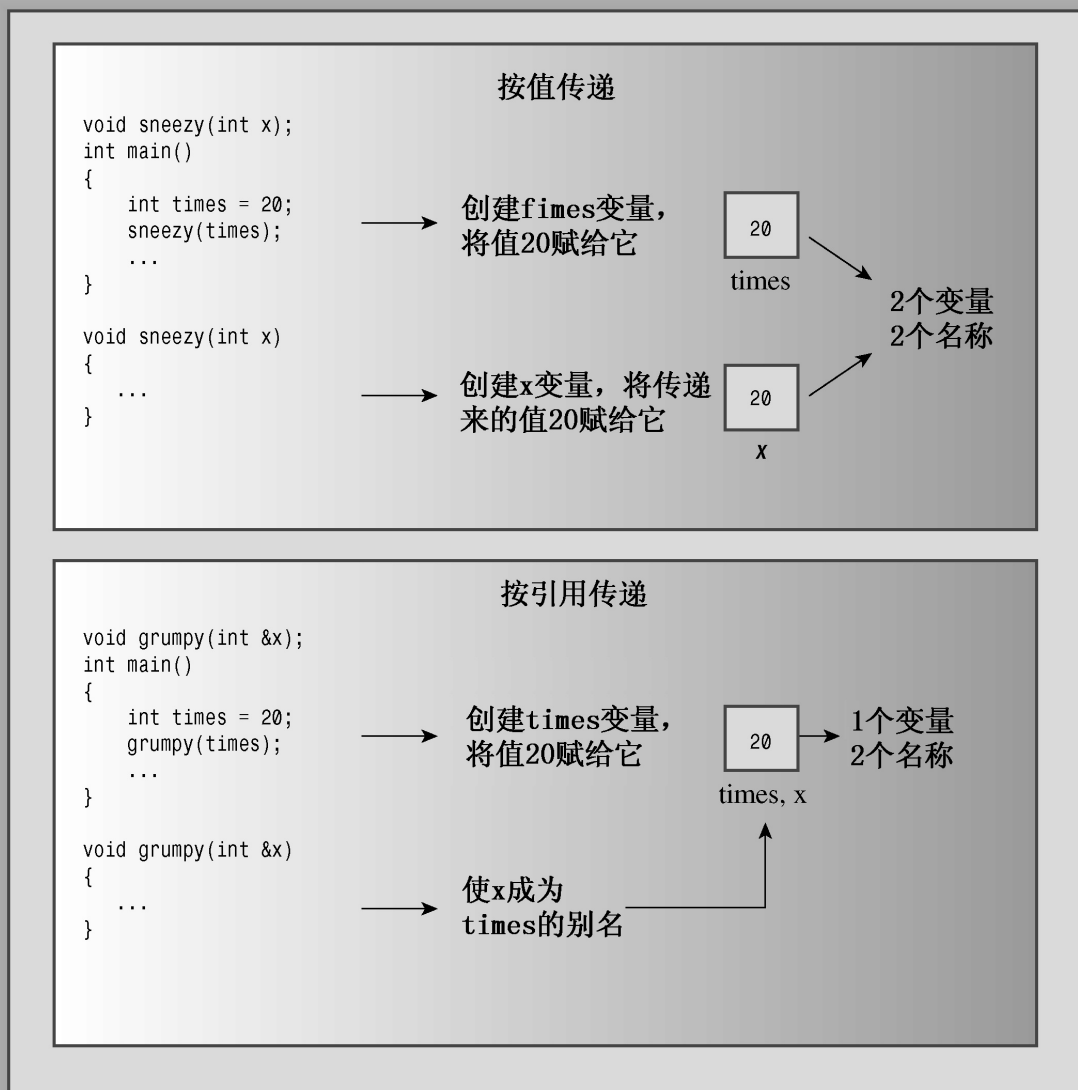 按值传递
void sneezy(int x);
int main()
{
int times = 20;
sneezy(times);
...
}
创建fimes变量,
将值20赋给它
20
times
void sneezy(int x)
{
...
}
创建x变量，将传递
来的值20赋给它
20
x
2个变量
2个名称
按引用传递
void grumpy(int &x);
int main()
{
int times = 20;
grumpy(times);
...
}
创建times变量,
将值20赋给它
20
times, x
1个变量
2个名称
void grumpy(int &x)
{
...
}
使x成为
times的别名